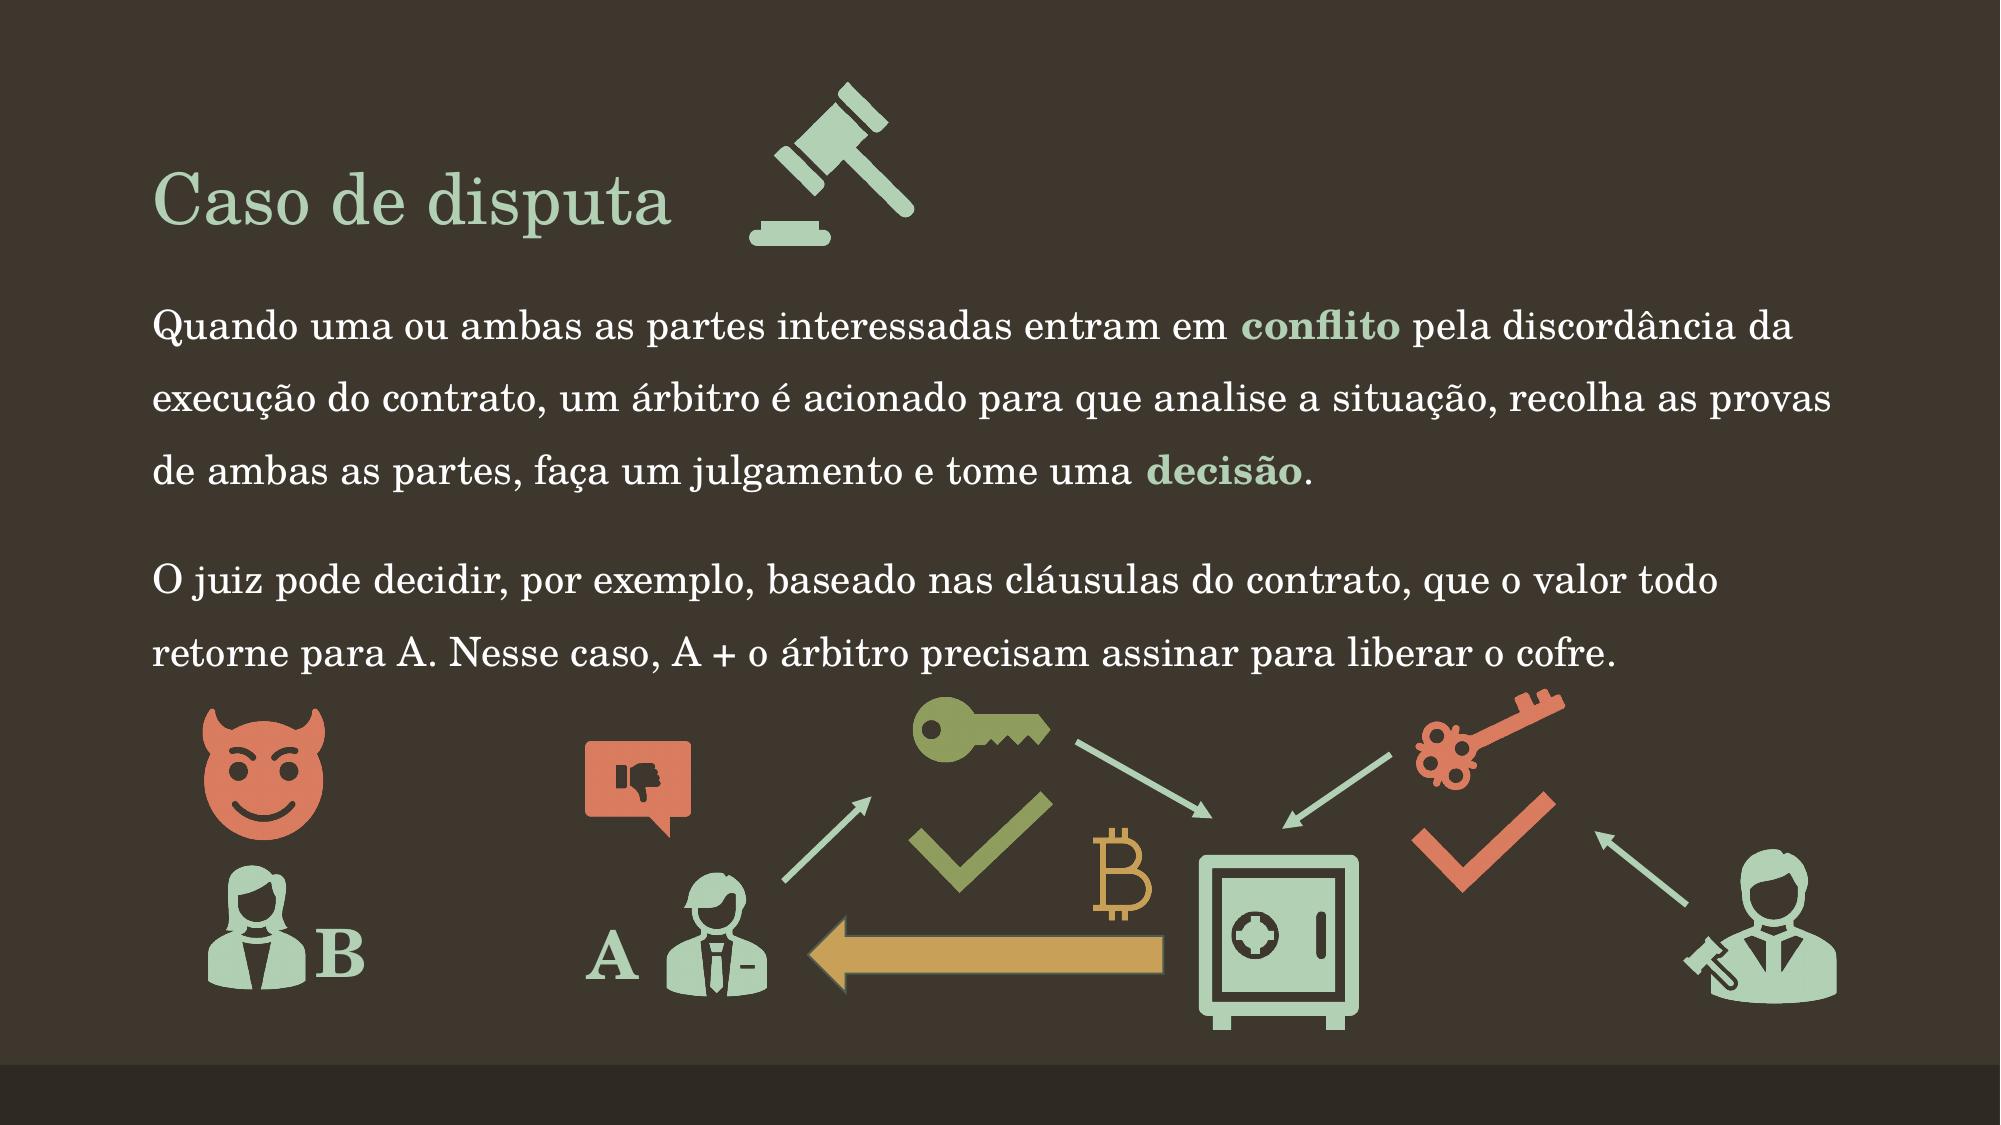 Caso de disputa
Quando uma ou ambas as partes interessadas entram em conflito pela discordância da
execução do contrato, um árbitro é acionado para que analise a situação, recolha as provas
de ambas as partes, faça um julgamento e tome uma decisão.
O juiz pode decidir, por exemplo, baseado nas cláusulas do contrato, que o valor todo
retorne para A. Nesse caso, A + o árbitro precisam assinar para liberar o cofre.
B
A